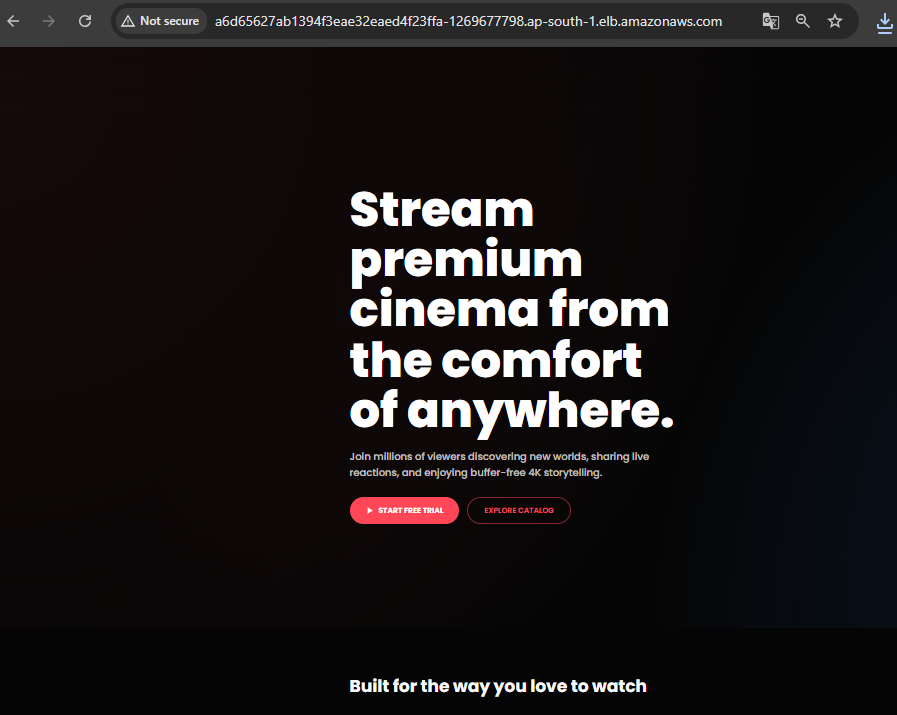 Not secure
a6d65627ab1394f3eae32eaed4f23ffa-1269677798.ap-south-1.elb.amazonaws.com
Stream
premium
cinema from
the comfort
of anywhere.
Join millions of viewers discovering new worlds, sharing live
reactions, and enjoying buffer-free 4K storytelling.
START FREE TRIAL
EXPLORE CATALOG
Built for the way you love to watch